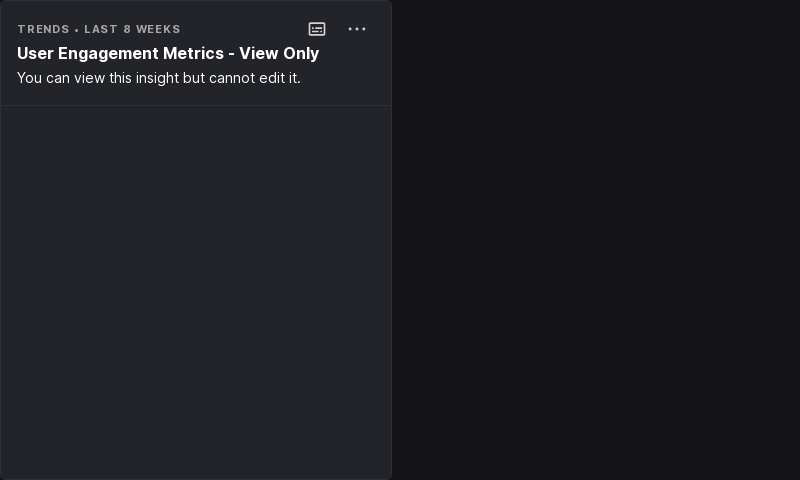 TRENDS • LAST 8 WEEKS
User Engagement Metrics - View Only
You can view this insight but cannot edit it.